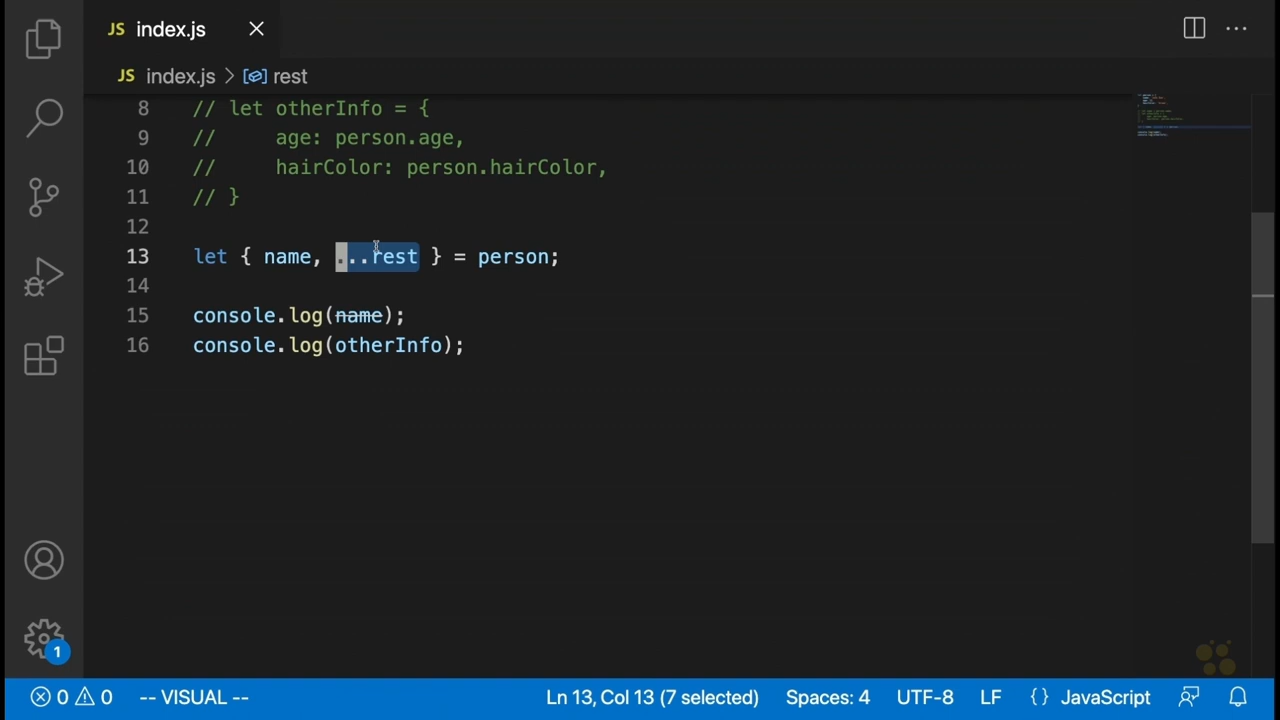 JS index.js
JS index.js > rest
8 // let otherInfo = {
9 //     age: person.age,
10 //     hairColor: person.hairColor,
11 // }
12
13 let { name, ...rest } = person;
14
15 console.log(name);
16 console.log(otherInfo);
1
0 0 -- VISUAL -- Ln 13, Col 13 (7 selected) Spaces: 4 UTF-8 LF {} JavaScript